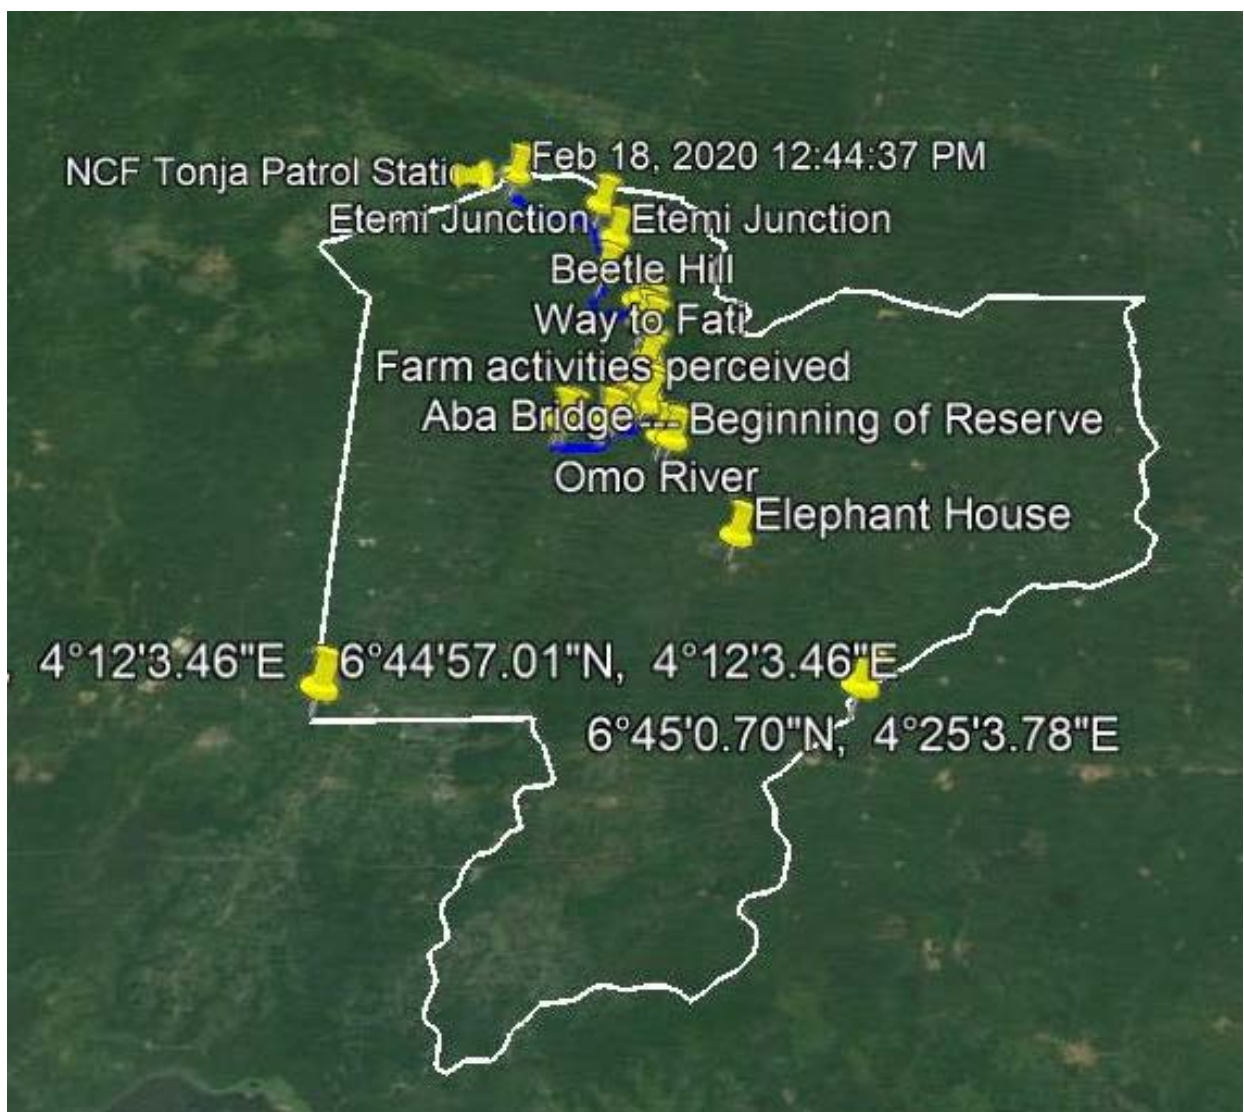 Feb 18, 2020 12:44:37 PM
NCF Tonja Patrol Static
Etemi Junction Etemi Junction
Beetle Hill
Way to Fati
Farm activities perceived
Aba Bridge --- Beginning of Reserve
Omo River
Elephant House
, 4°12'3.46"E 6°44'57.01"N, 4°12'3.46"E
6°45'0.70"N, 4°25'3.78"E